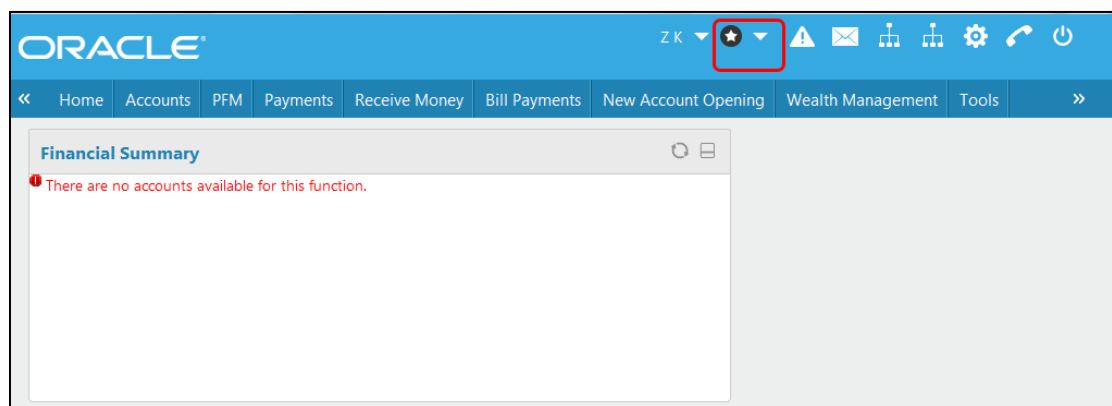 ORACLE®
Z K
« Home Accounts PFM Payments Receive Money Bill Payments New Account Opening Wealth Management Tools »
Financial Summary
There are no accounts available for this function.